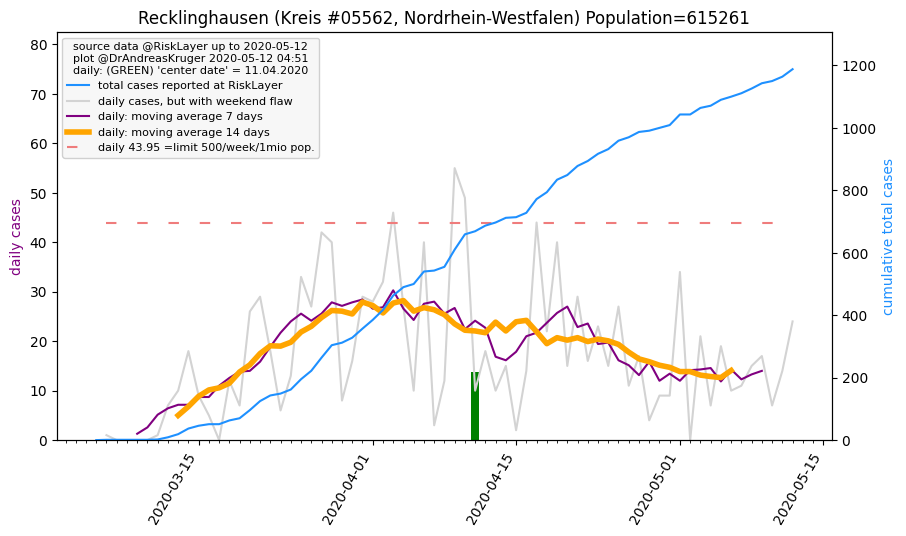 Recklinghausen (Kreis #05562, Nordrhein-Westfalen) Population=615261
source data @RiskLayer up to 2020-05-12
plot @DrAndreasKruger 2020-05-12 04:51
daily: (GREEN) 'center date' = 11.04.2020
total cases reported at RiskLayer
daily cases, but with weekend flaw
daily: moving average 7 days
daily: moving average 14 days
daily 43.95 =limit 500/week/1mio pop.
daily cases
80
70
60
50
40
30
20
10
0
cumulative total cases
1200
1000
800
600
400
200
0
2020-03-15
2020-04-01
2020-04-15
2020-05-01
2020-05-15